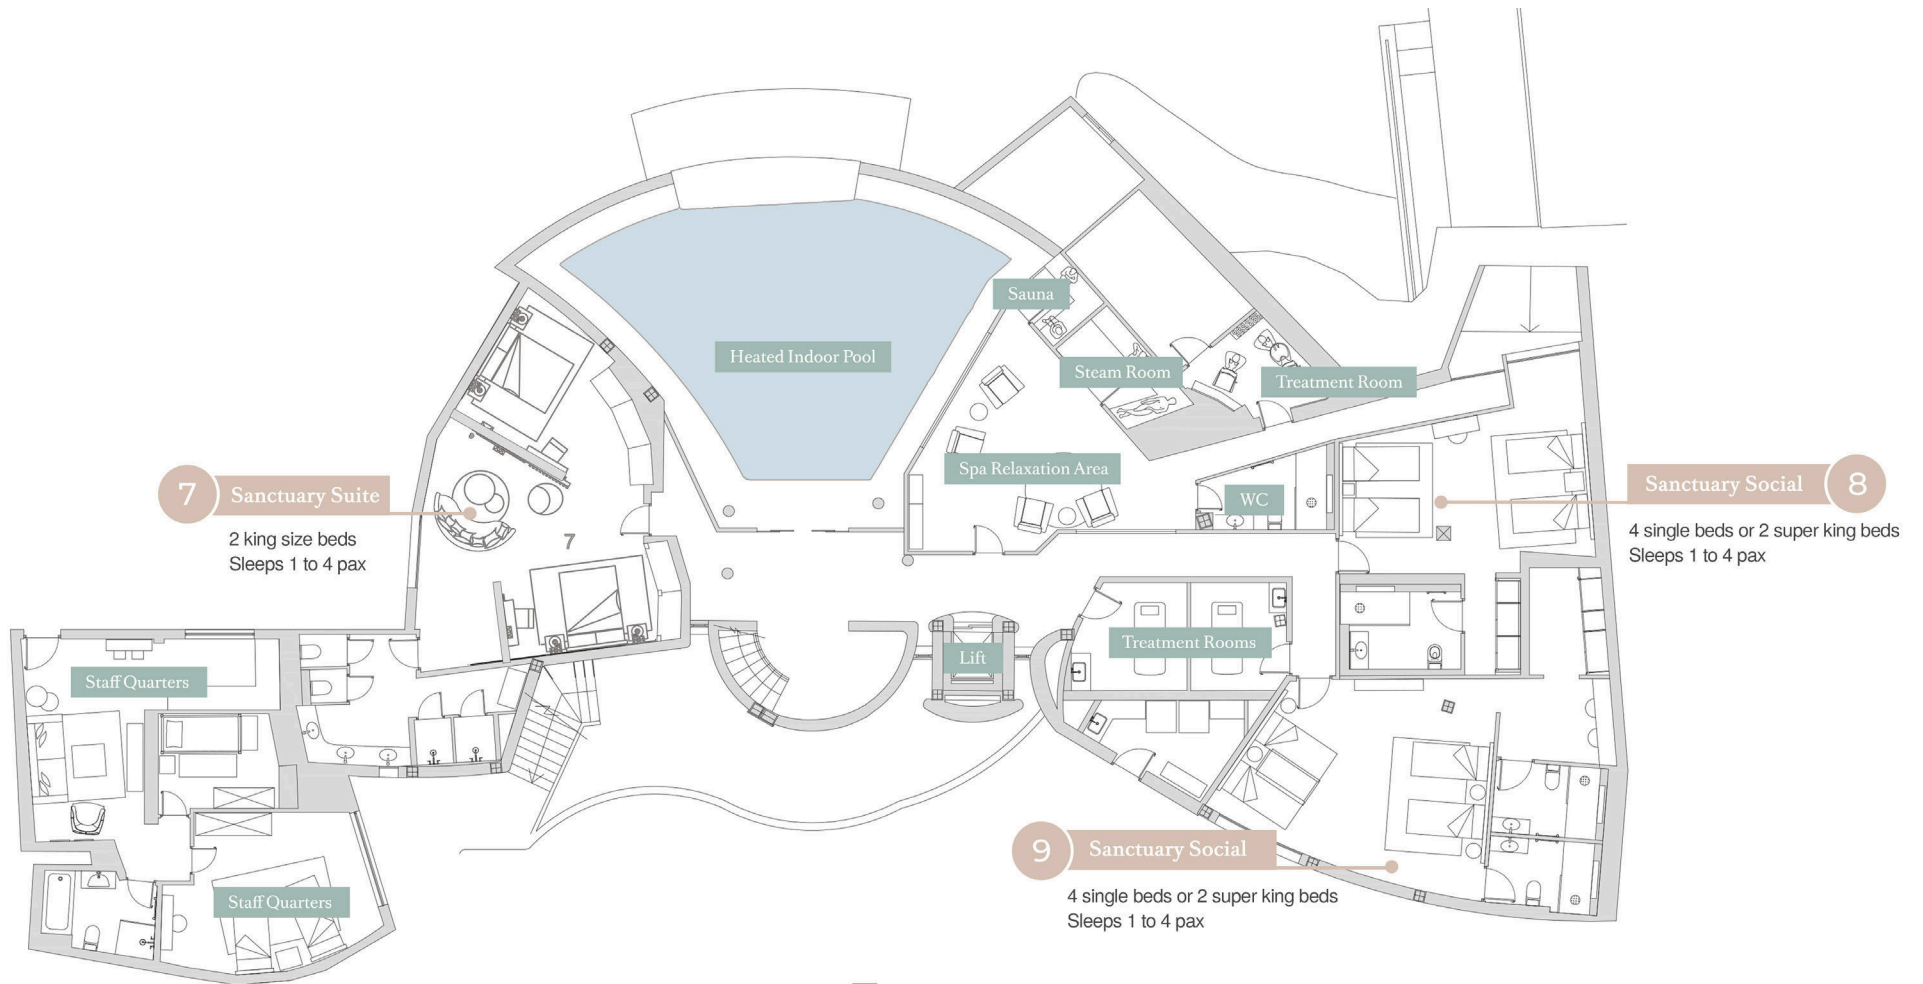 Sauna
Heated Indoor Pool
Steam Room
Treatment Room
Spa Relaxation Area
WC
7
Sanctuary Suite
2 king size beds
Sleeps 1 to 4 pax
7
Sanctuary Social
8
4 single beds or 2 super king beds
Sleeps 1 to 4 pax
Treatment Rooms
Lift
Staff Quarters
9
Sanctuary Social
4 single beds or 2 super king beds
Sleeps 1 to 4 pax
Staff Quarters